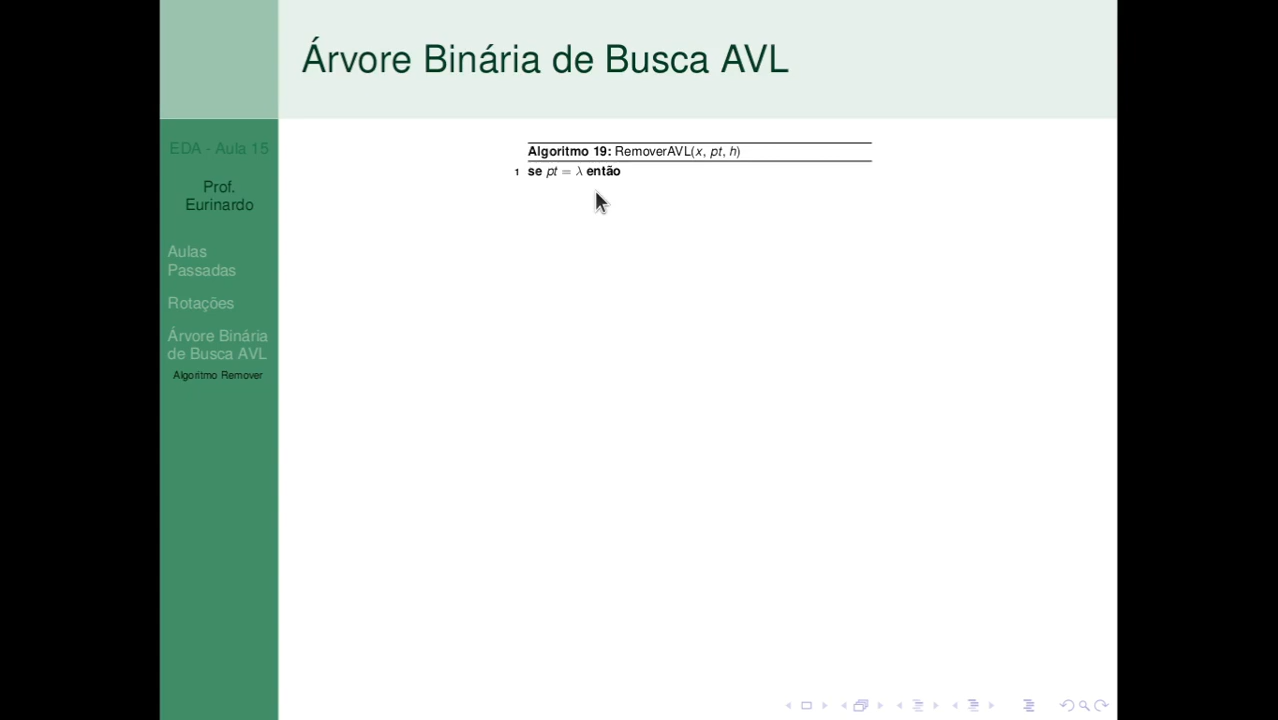 Árvore Binária de Busca AVL
EDA - Aula 15
Prof.
Eurinardo
Aulas
Passadas
Rotações
Árvore Binária
de Busca AVL
Algoritmo Remover
Algoritmo 19: RemoverAVL(x, pt, h)
1 se pt = λ então